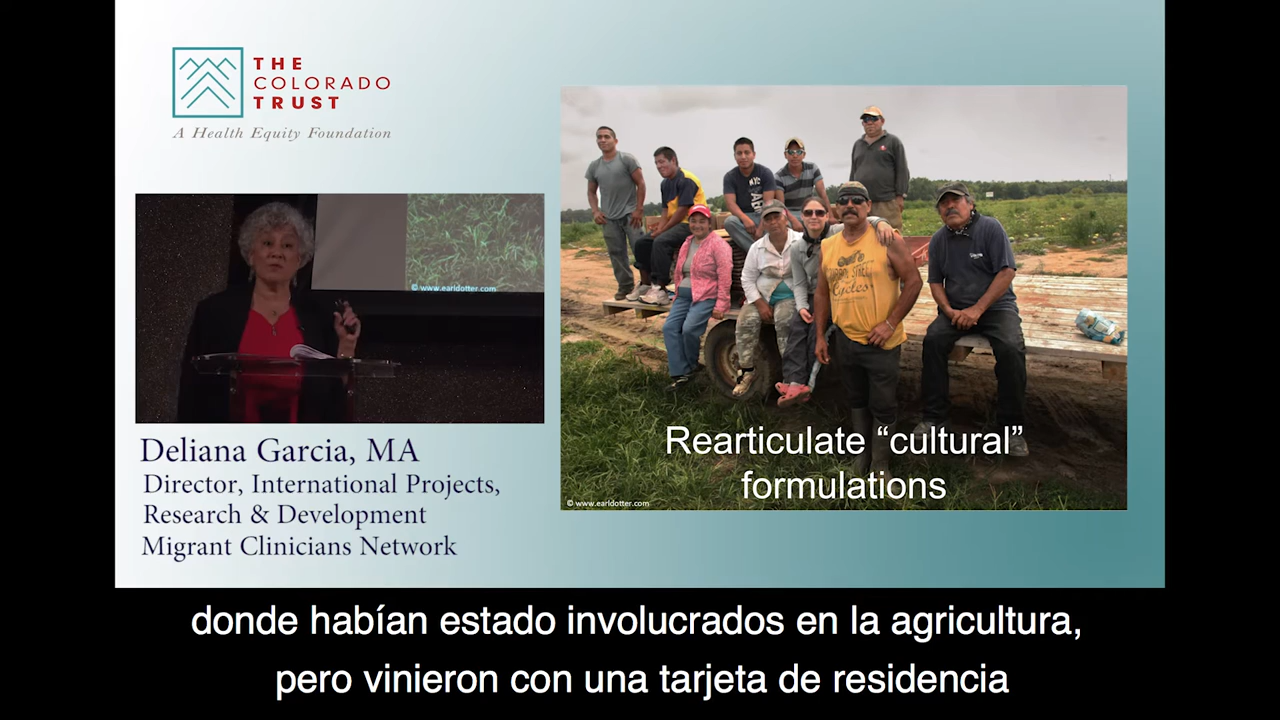 THE
COLORADO
TRUST
A Health Equity Foundation
© www.earldotter.com
Deliana Garcia, MA
Director, International Projects,
Research & Development
Migrant Clinicians Network
Rearticulate “cultural”
formulations
© www.earldotter.com
donde habían estado involucrados en la agricultura,
pero vinieron con una tarjeta de residencia